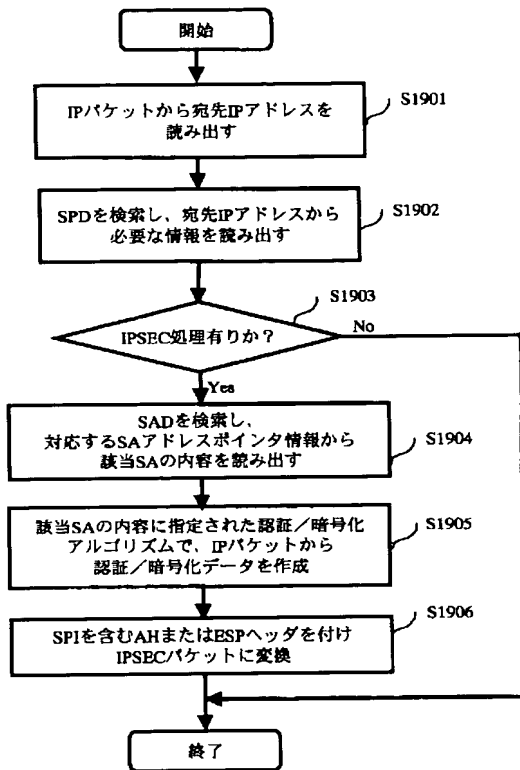 開始
IPパケットから宛先IPアドレスを
読み出す
S1901
SPDを検索し、宛先IPアドレスから
必要な情報を読み出す
S1902
IPSEC処理有りか？
S1903
No
Yes
SADを検索し、
対応するSAアドレスポインタ情報から
該当SAの内容を読み出す
S1904
該当SAの内容に指定された認証／暗号化
アルゴリズムで、IPパケットから
認証／暗号化データを作成
S1905
SPIを含むAHまたはESPヘッダを付け
IPSECパケットに変換
S1906
終了